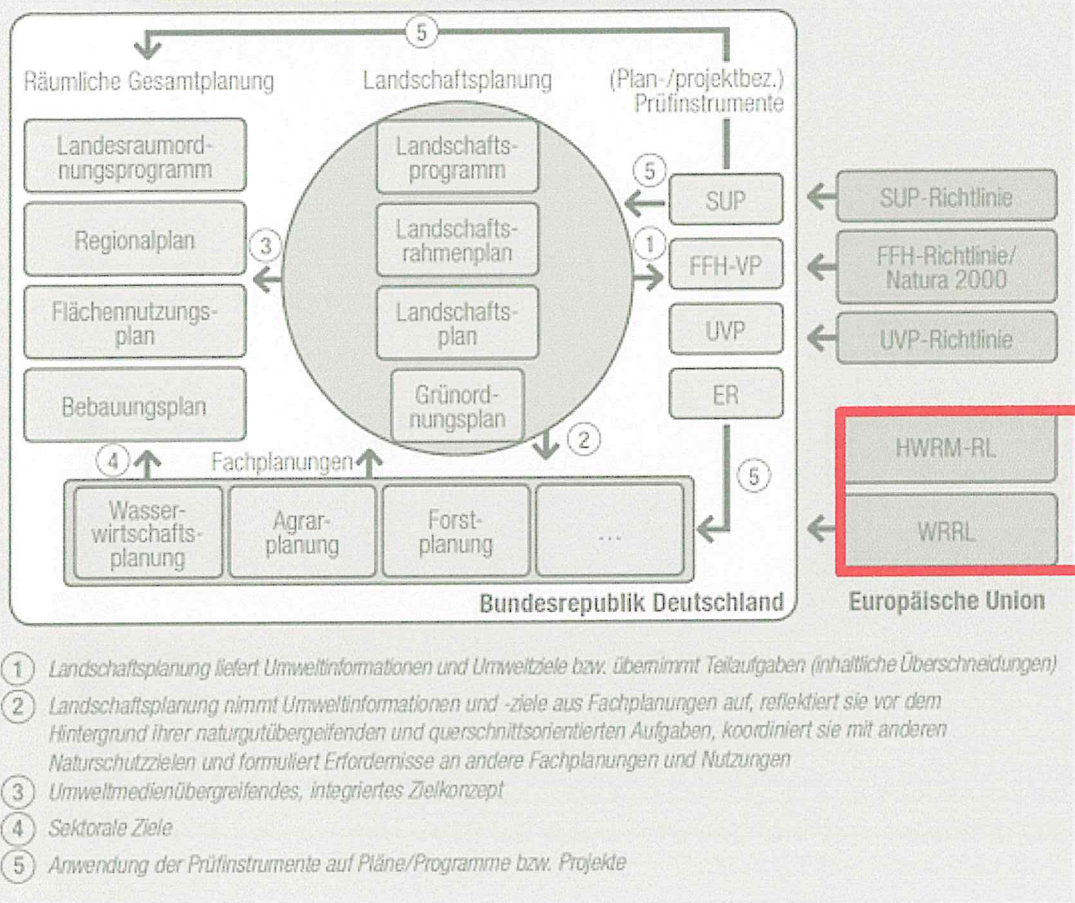 5
Räumliche Gesamtplanung
Landesraumord-
nungsprogramm
Regionalplan
Flächennutzungs-
plan
Bebauungsplan
3
Landschaftsplanung
Landschafts-
programm
Landschafts-
rahmenplan
Landschafts-
plan
Grünord-
nungsplan
(Plan-/projektbez.)
Prüfinstrumente
5
SUP
1
FFH-VP
UVP
ER
2
5
4
Fachplanungen
Wasser-
wirtschafts-
planung
Agrar-
planung
Forst-
planung
...
Bundesrepublik Deutschland
SUP-Richtlinie
FFH-Richtlinie/
Natura 2000
UVP-Richtlinie
HWRM-RL
WRRL
Europäische Union
1 Landschaftsplanung liefert Umweltinformationen und Umweltziele bzw. übernimmt Teilaufgaben (inhaltliche Überschneidungen)
2 Landschaftsplanung nimmt Umweltinformationen und -ziele aus Fachplanungen auf, reflektiert sie vor dem
Hintergrund ihrer naturgutübergeifenden und querschnittsorientierten Aufgaben, koordiniert sie mit anderen
Naturschutzzielen und formuliert Erfordernisse an andere Fachplanungen und Nutzungen
3 Umweltmedienübergreifendes, integriertes Zielkonzept
4 Sektorale Ziele
5 Anwendung der Prüfinstrumente auf Pläne/Programme bzw. Projekte